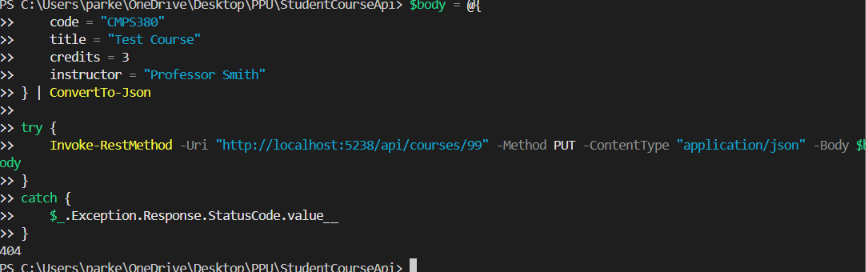 PS C:\Users\parke\OneDrive\Desktop\PPU\StudentCourseApi> $body = @{
>>     code = "CMPS380"
>>     title = "Test Course"
>>     credits = 3
>>     instructor = "Professor Smith"
>> } | ConvertTo-Json
>>
>> try {
>>     Invoke-RestMethod -Uri "http://localhost:5238/api/courses/99" -Method PUT -ContentType "application/json" -Body $b
ody
>> }
>> catch {
>>     $_.Exception.Response.StatusCode.value__
>> }
404
PS C:\Users\parke\OneDrive\Desktop\PPU\StudentCourseApi>